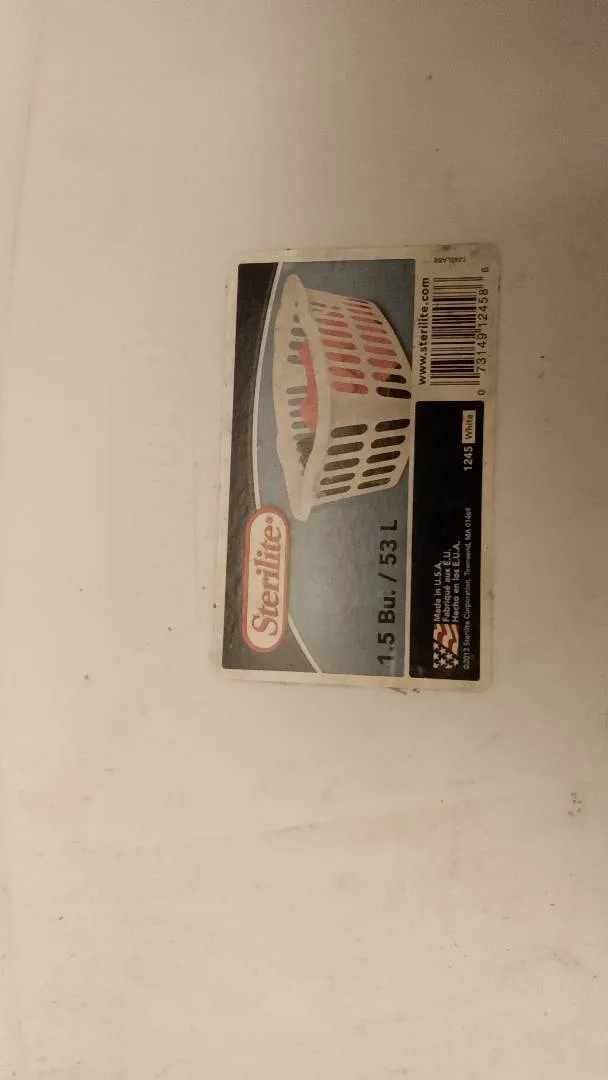 Sterilite®
1.5 Bu. / 53 L
www.sterilite.com
0 73149 12458 6
1245 White
Made in U.S.A.
Fabriqué aux E.U.
Hecho en los E.U.A.
©2013 Sterilite Corporation, Townsend, MA 01469